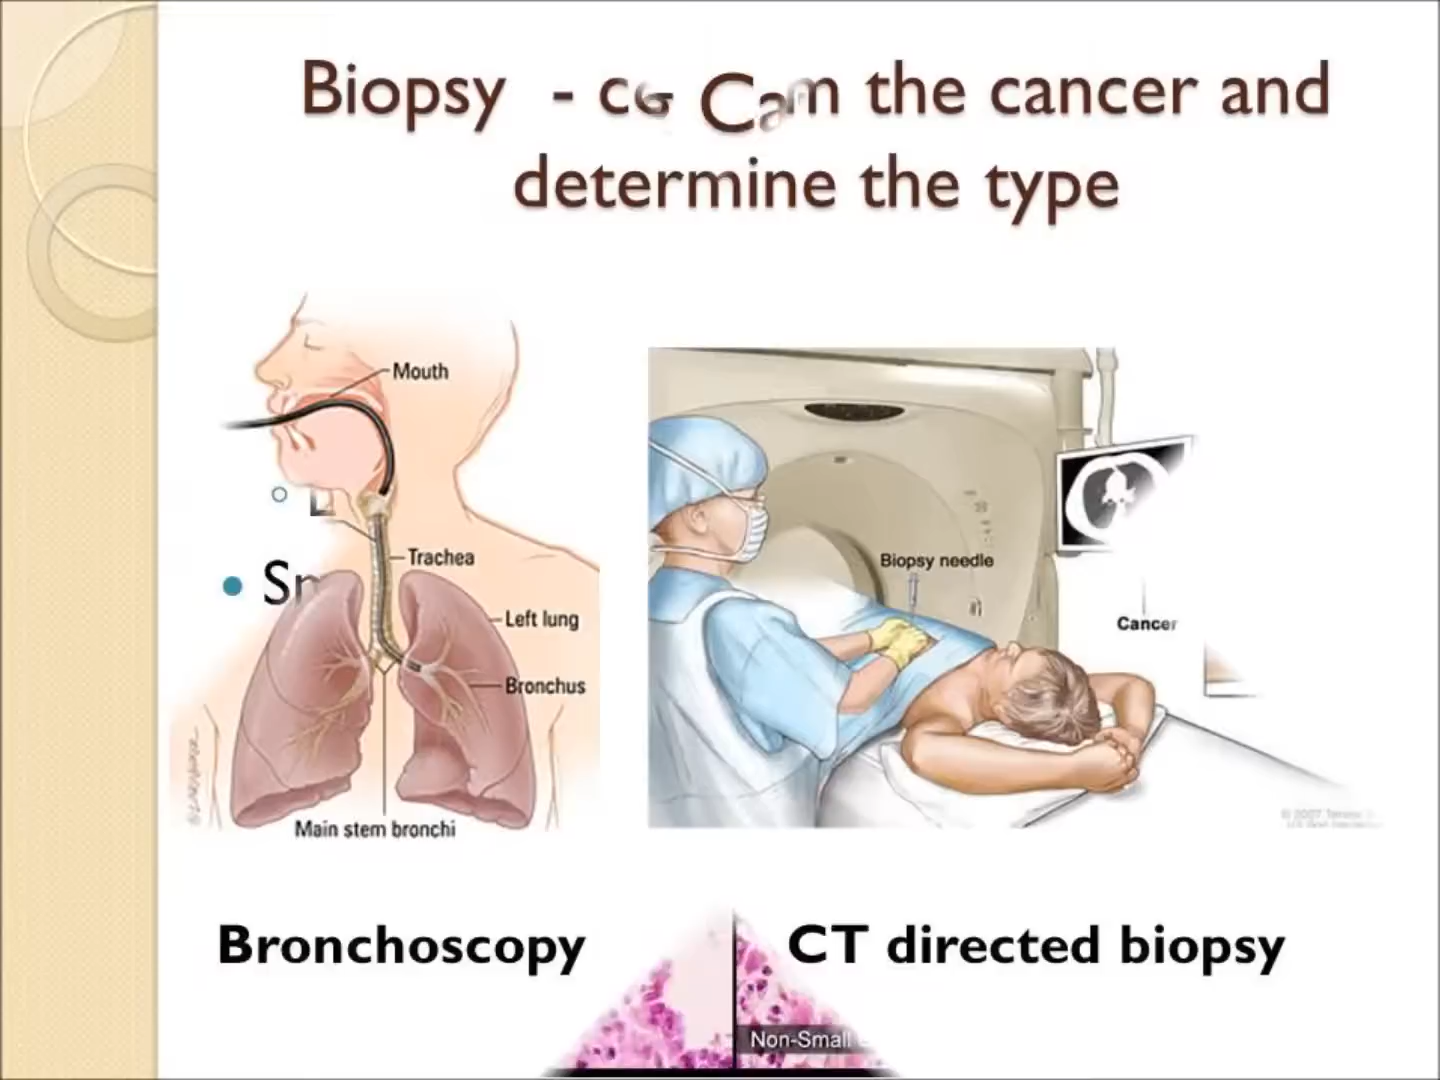 Biopsy - the cancer and
determine the type
Mouth
Trachea
Left lung
Bronchus
Main stem bronchi
Biopsy needle
Cancer
Bronchoscopy
CT directed biopsy
Non-Small